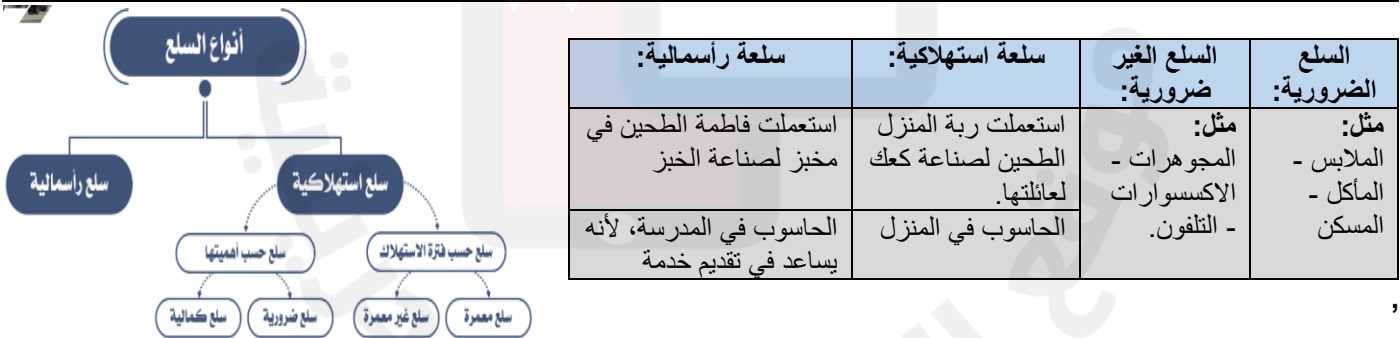 أنواع السلع
سلع استهلاكية
سلع رأسمالية
سلع حسب فترة الاستهلاك
سلع حسب أهميتها
سلع معمرة
سلع غير معمرة
سلع ضرورية
سلع كمالية
السلع
الضرورية:
السلع الغير
ضرورية:
سلعة استهلاكية:
سلعة رأسمالية:
مثل:
الملابس -
المأكل -
المسكن
مثل:
المجوهرات -
الاكسسوارات
- التلفون.
استعملت ربة المنزل
الطحين لصناعة كعك
لعائلتها.
استعملت فاطمة الطحين في
مخبز لصناعة الخبز
الحاسوب في المنزل
الحاسوب في المدرسة، لأنه
يساعد في تقديم خدمة
,